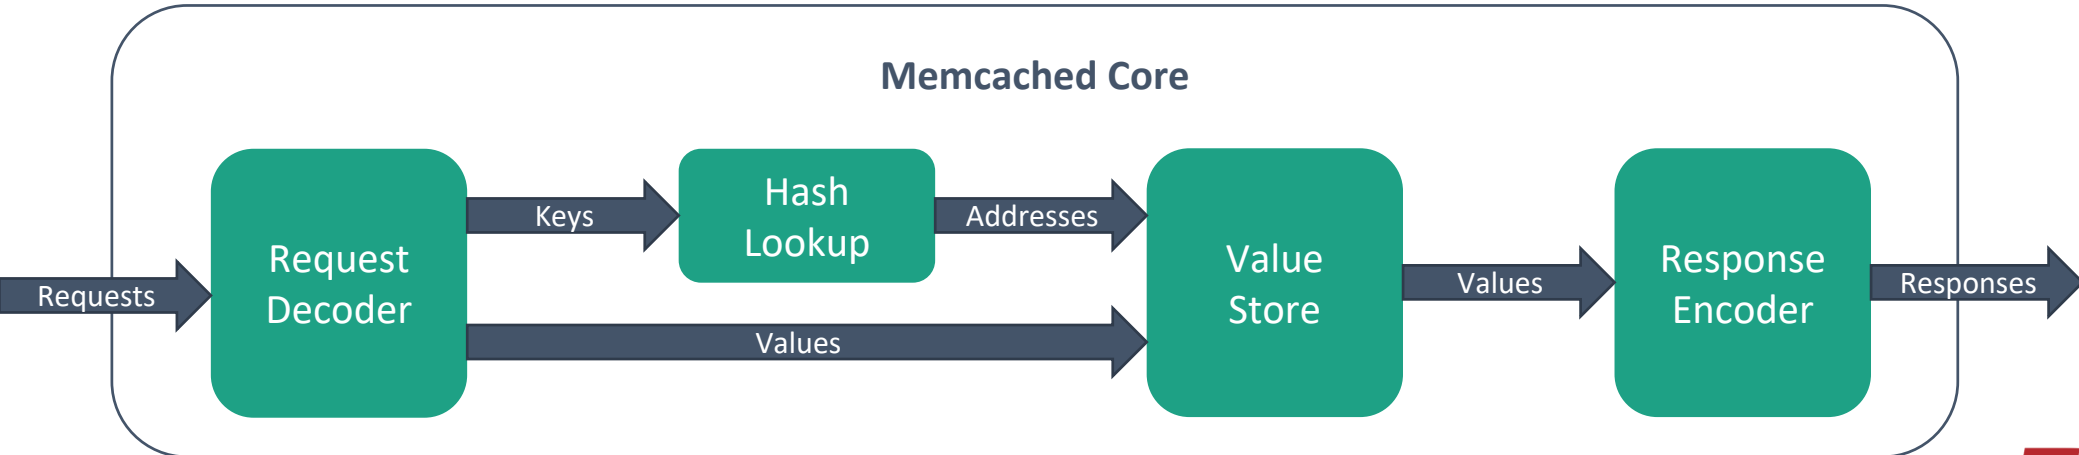 Memcached Core
Requests
Request
Decoder
Keys
Hash
Lookup
Addresses
Values
Value
Store
Values
Response
Encoder
Responses